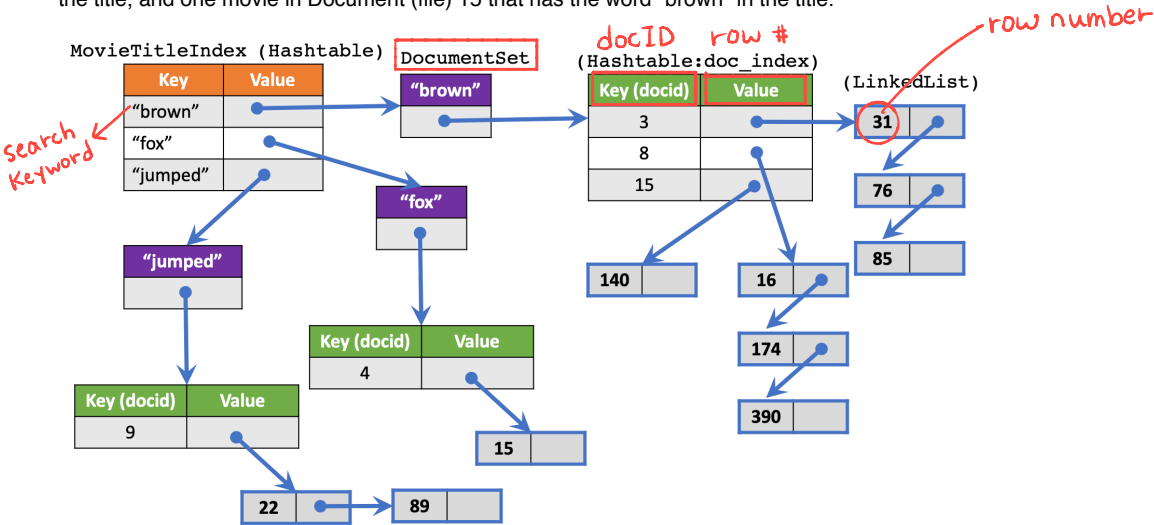 the title, and one movie in Document (file) 15 that has the word "brown" in the title.
row number
docID row #
MovieTitleIndex (Hashtable)
DocumentSet
(Hashtable:doc_index)
(LinkedList)
Key Value
"brown"
"fox"
"jumped"
search
Keyword
"brown"
Key (docid) Value
3
8
15
31
76
85
"fox"
"jumped"
140
16
174
390
Key (docid) Value
4
15
Key (docid) Value
9
22
89